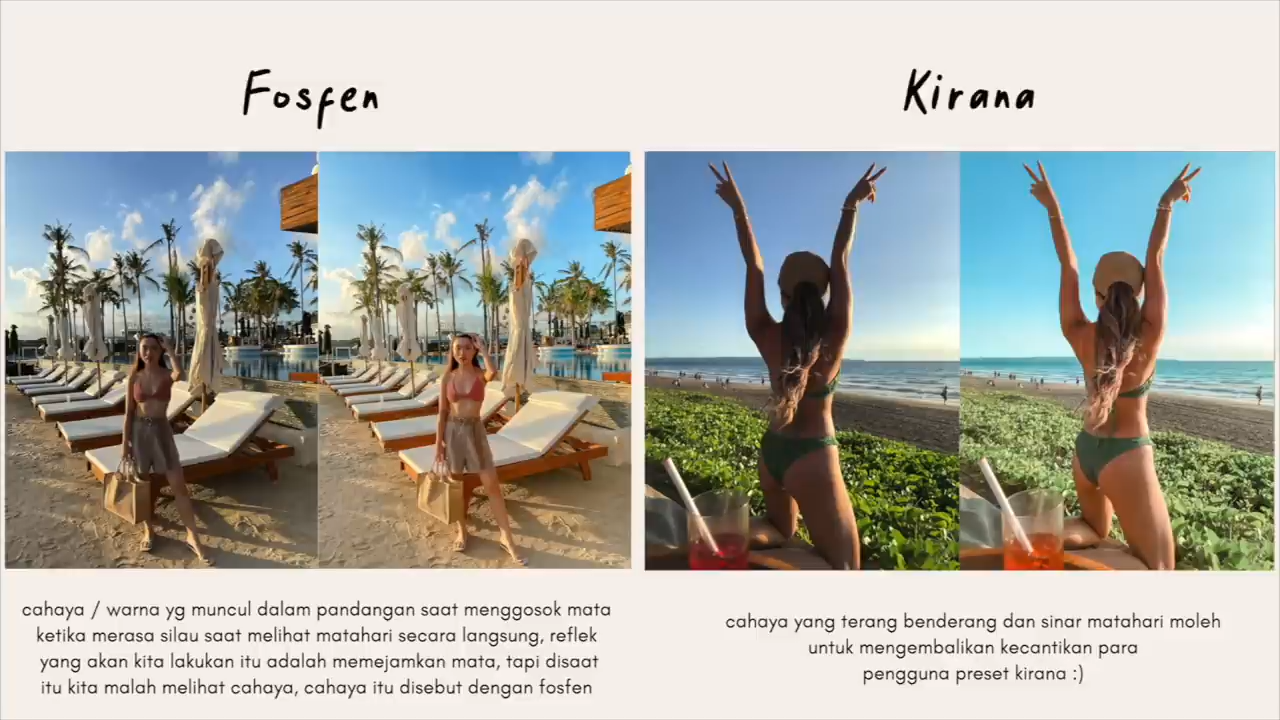 Fosfen
cahaya / warna yg muncul dalam pandangan saat menggosok mata
ketika merasa silau saat melihat matahari secara langsung, reflek
yang akan kita lakukan itu adalah memejamkan mata, tapi disaat
itu kita malah melihat cahaya, cahaya itu disebut dengan fosfen
Kirana
cahaya yang terang benderang dan sinar matahari moleh
untuk mengembalikan kecantikan para
pengguna preset kirana :)